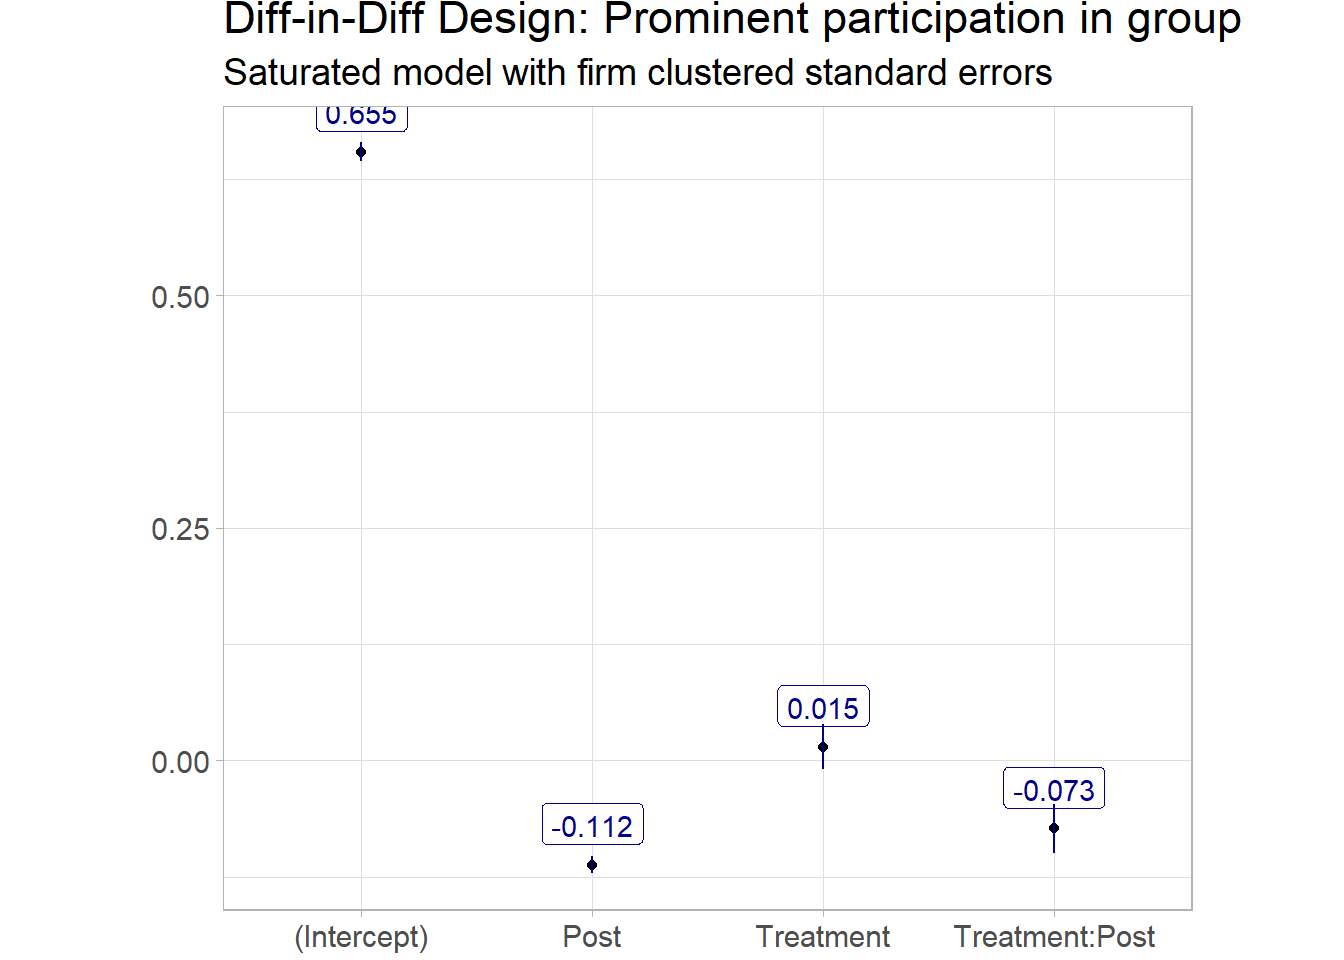 Diff-in-Diff Design: Prominent participation in group
Saturated model with firm clustered standard errors
0.655
0.50
0.25
0.015
0.00
-0.073
-0.112
(Intercept) Post Treatment Treatment:Post